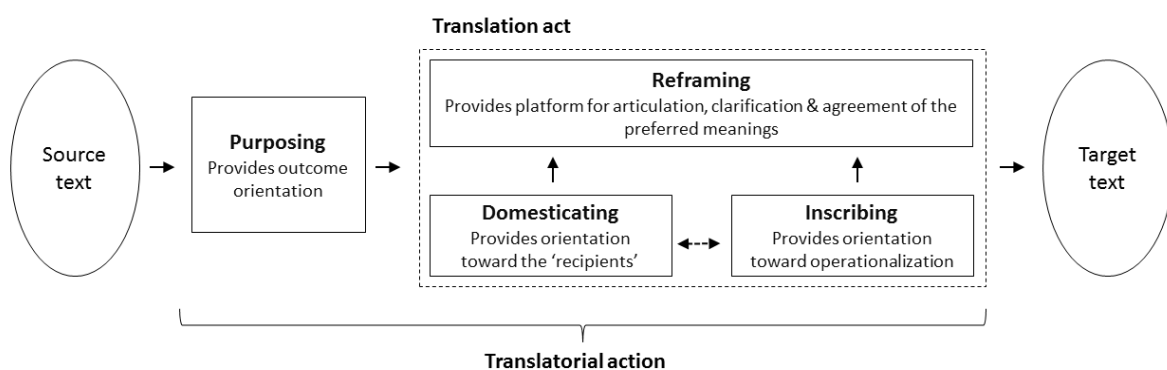 Translation act
Source
text
Purposing
Provides outcome
orientation
Reframing
Provides platform for articulation, clarification & agreement of the
preferred meanings
Domesticating
Provides orientation
toward the ‘recipients’
Inscribing
Provides orientation
toward operationalization
Target
text
Translatorial action